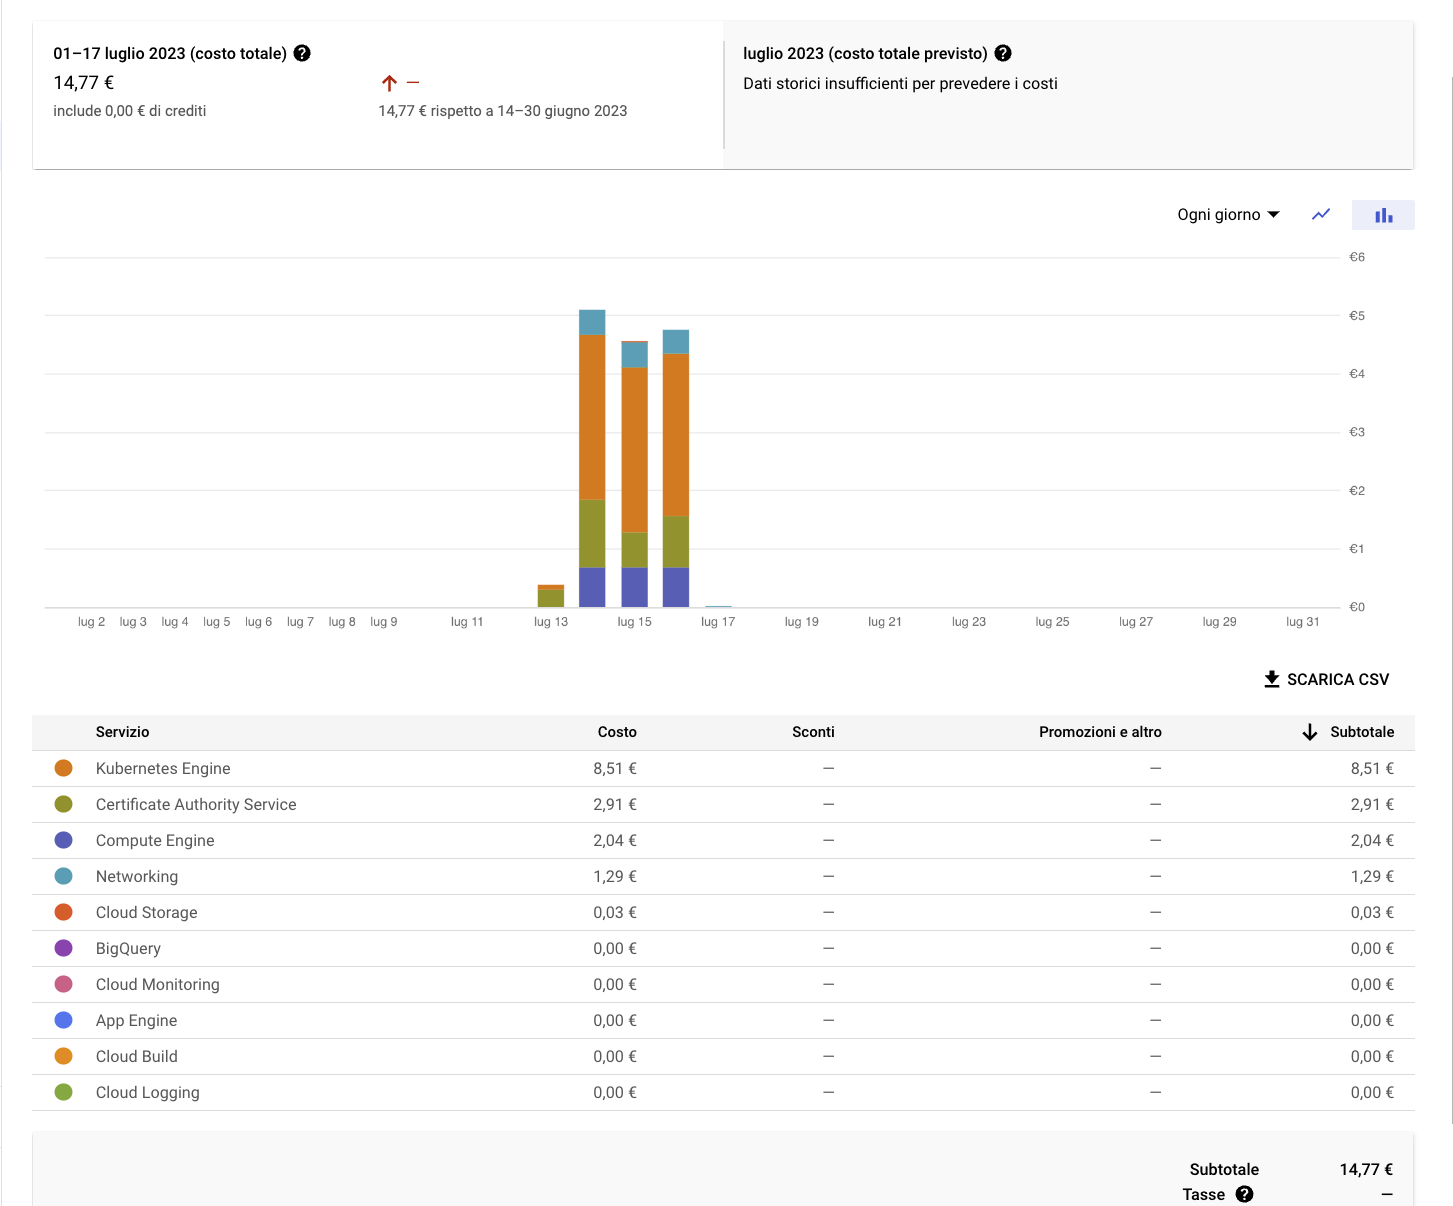 01–17 luglio 2023 (costo totale)
14,77 €
include 0,00 € di crediti
—
14,77 € rispetto a 14–30 giugno 2023
luglio 2023 (costo totale previsto)
Dati storici insufficienti per prevedere i costi
Ogni giorno
€6
€5
€4
€3
€2
€1
€0
lug 2 lug 3 lug 4 lug 5 lug 6 lug 7 lug 8 lug 9 lug 11 lug 13 lug 15 lug 17 lug 19 lug 21 lug 23 lug 25 lug 27 lug 29 lug 31
SCARICA CSV
Servizio Costo Sconti Promozioni e altro Subtotale
Kubernetes Engine 8,51 € — — 8,51 €
Certificate Authority Service 2,91 € — — 2,91 €
Compute Engine 2,04 € — — 2,04 €
Networking 1,29 € — — 1,29 €
Cloud Storage 0,03 € — — 0,03 €
BigQuery 0,00 € — — 0,00 €
Cloud Monitoring 0,00 € — — 0,00 €
App Engine 0,00 € — — 0,00 €
Cloud Build 0,00 € — — 0,00 €
Cloud Logging 0,00 € — — 0,00 €
Subtotale 14,77 €
Tasse —